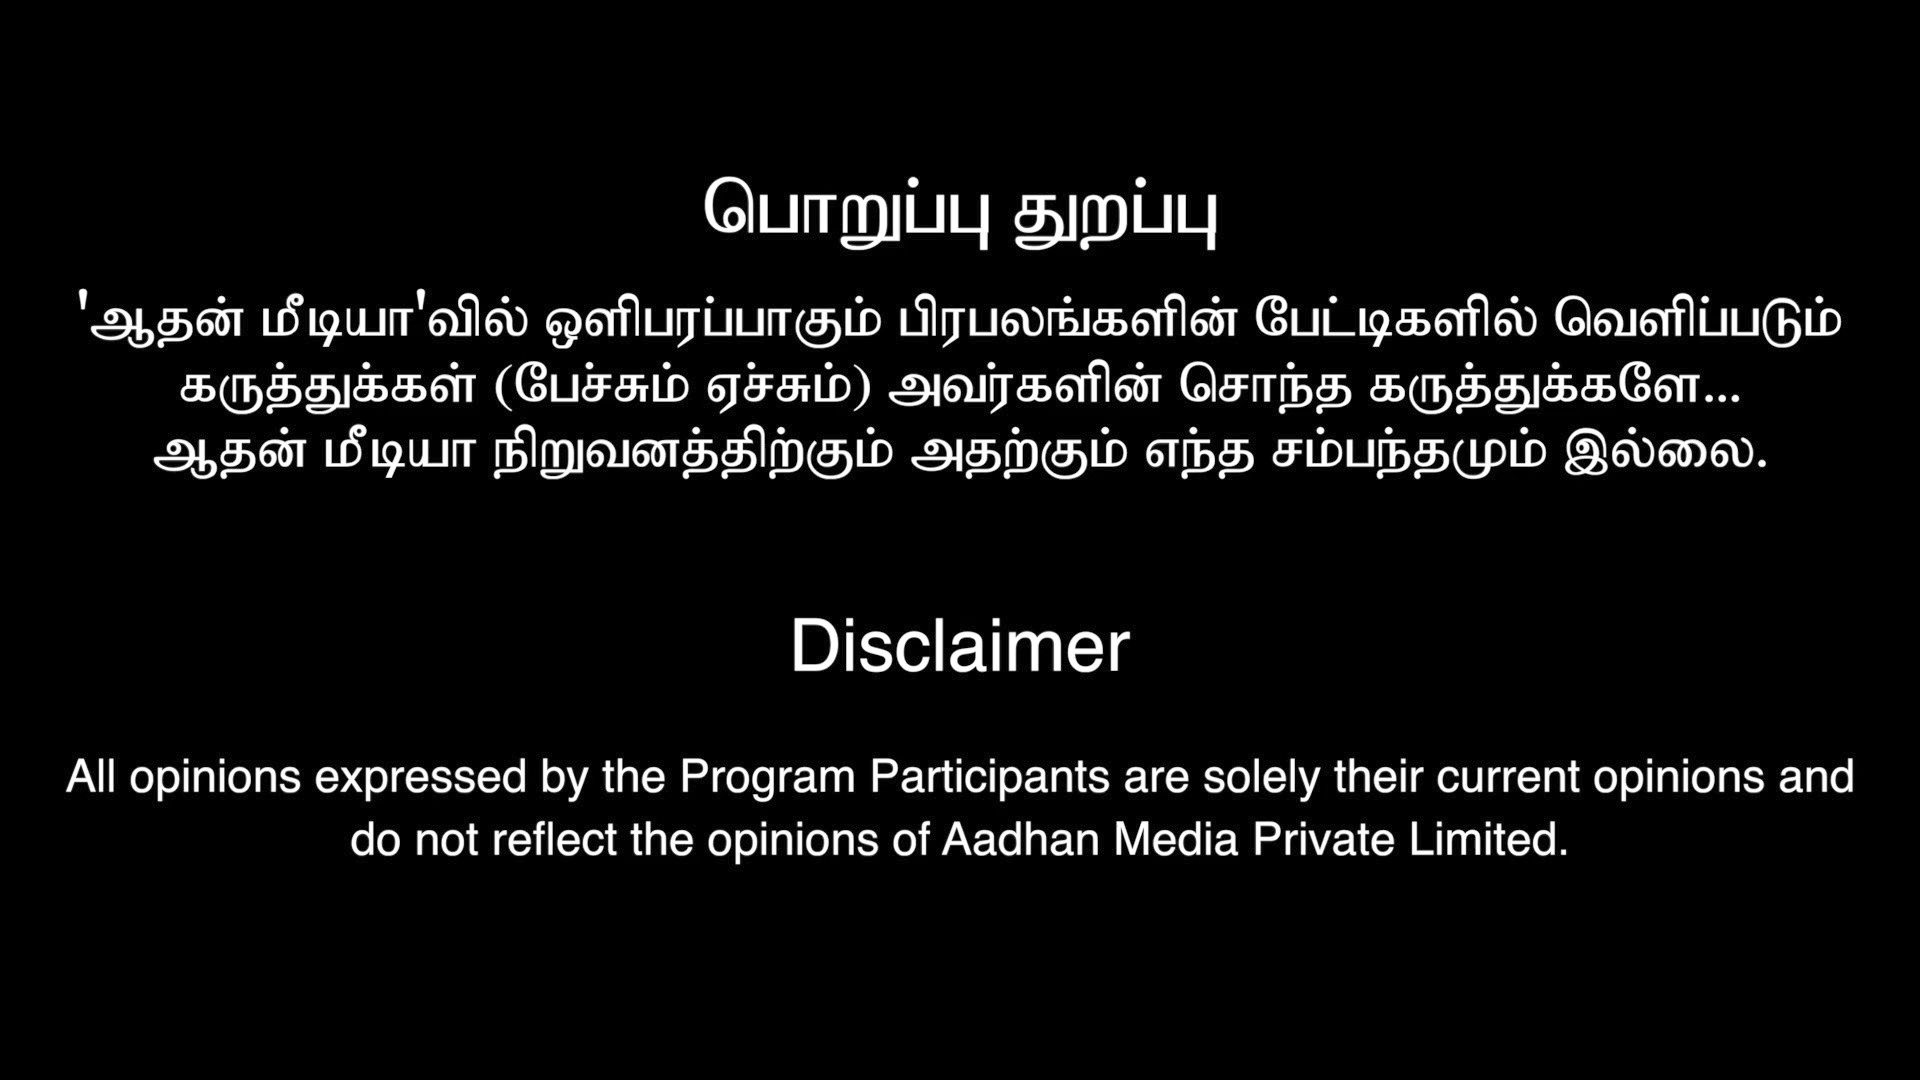 பொறுப்பு துறப்பு
'ஆதன் மீடியா'வில் ஒளிபரப்பாகும் பிரபலங்களின் பேட்டிகளில் வெளிப்படும்
கருத்துக்கள் (பேச்சும் ஏச்சும்) அவர்களின் சொந்த கருத்துக்களே...
ஆதன் மீடியா நிறுவனத்திற்கும் அதற்கும் எந்த சம்பந்தமும் இல்லை.
Disclaimer
All opinions expressed by the Program Participants are solely their current opinions and
do not reflect the opinions of Aadhan Media Private Limited.